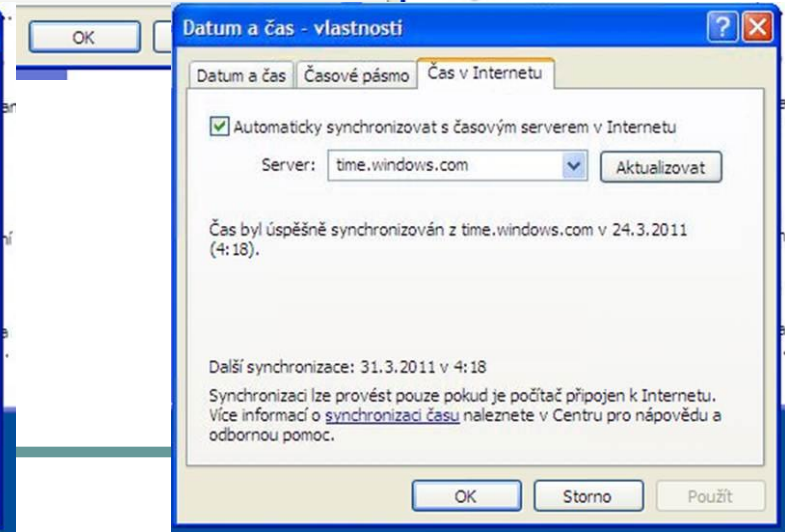 OK
Datum a čas - vlastnosti
Datum a čas
Časové pásmo
Čas v Internetu
Automaticky synchronizovat s časovým serverem v Internetu
Server: time.windows.com Aktualizovat
Čas byl úspěšně synchronizován z time.windows.com v 24.3.2011
(4:18).
Další synchronizace: 31.3.2011 v 4:18
Synchronizaci lze provést pouze pokud je počítač připojen k Internetu.
Více informací o synchronizaci času naleznete v Centru pro nápovědu a
odbornou pomoc.
OK Storno Použít